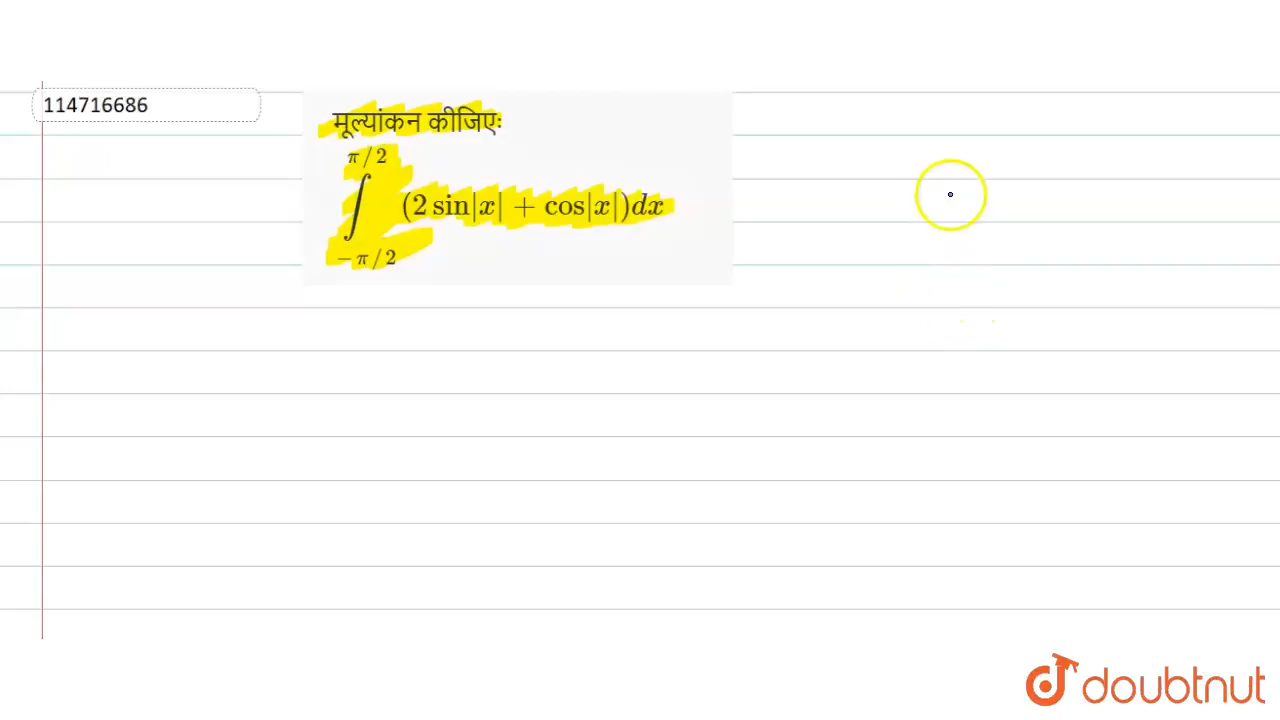 114716686
मूल्यांकन कीजिएः
π/2
∫ (2 sin|x| + cos|x|)dx
-π/2
doubtnut